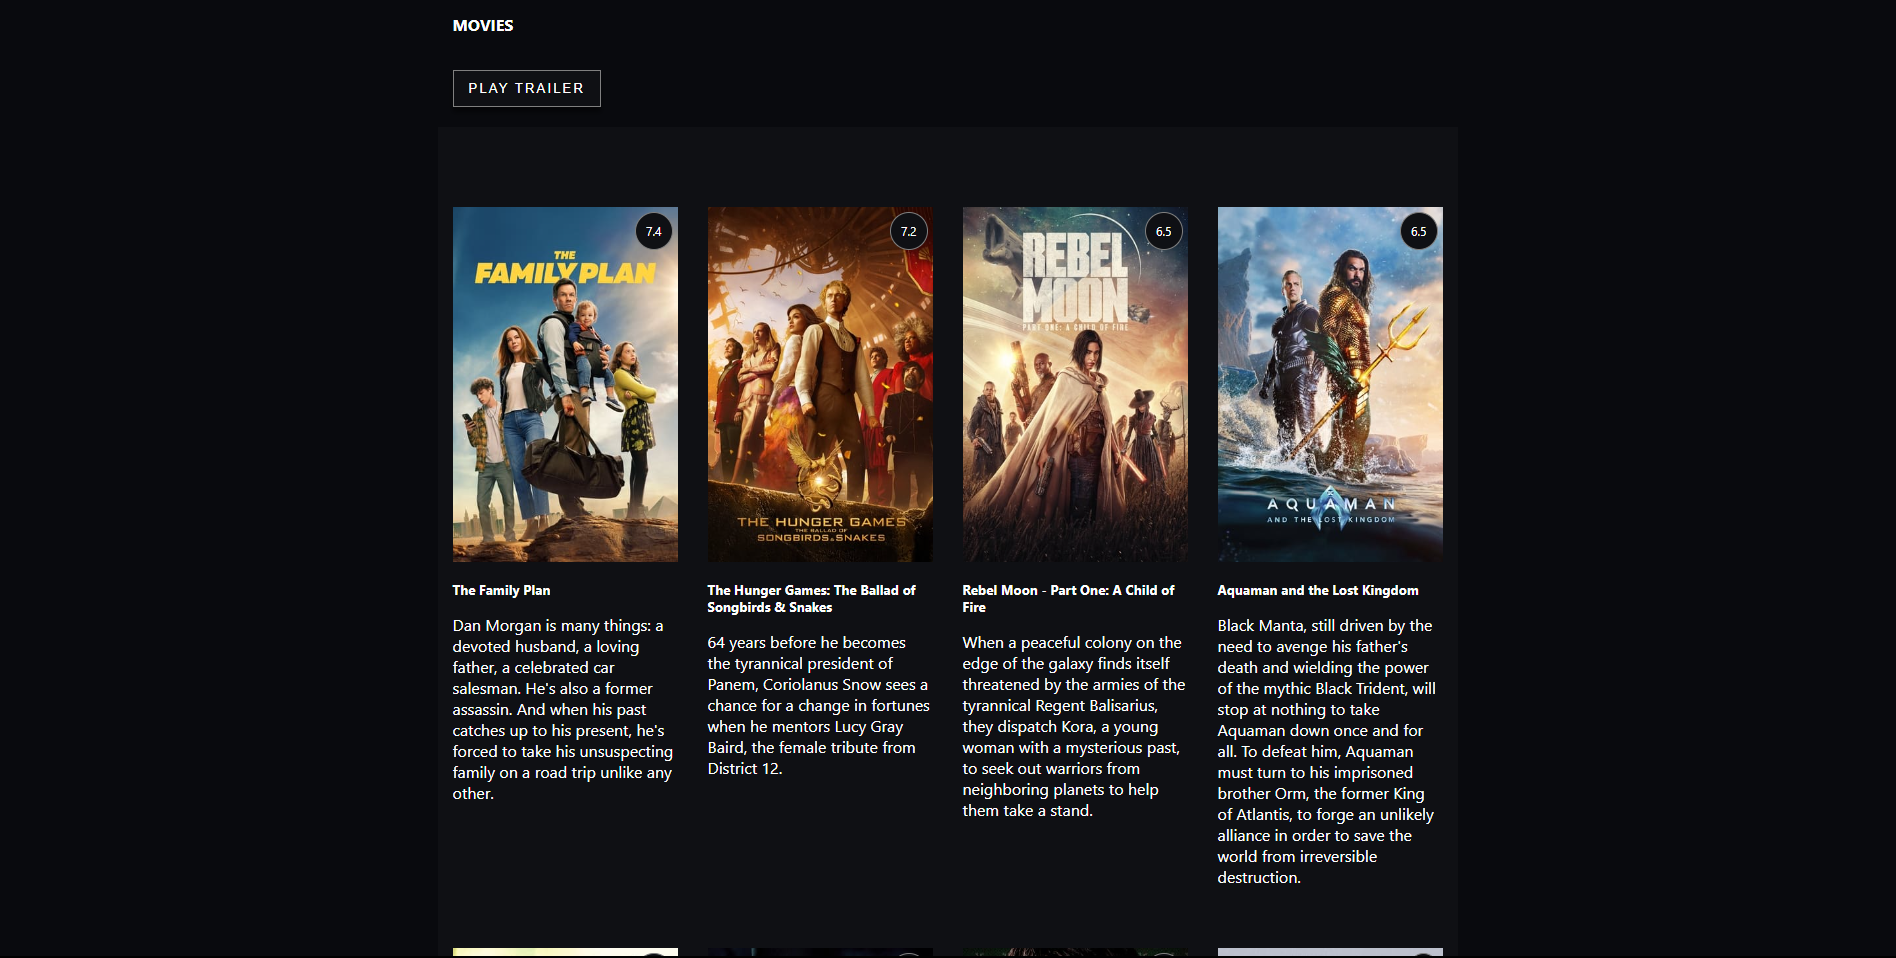 MOVIES
PLAY TRAILER
7.4
THE
FAMILY PLAN
7.2
THE HUNGER GAMES
THE BALLAD OF
SONGBIRDS & SNAKES
6.5
REBEL
MOON
PART ONE: A CHILD OF FIRE
6.5
AQUAMAN
AND THE LOST KINGDOM
The Family Plan
Dan Morgan is many things: a
devoted husband, a loving
father, a celebrated car
salesman. He's also a former
assassin. And when his past
catches up to his present, he's
forced to take his unsuspecting
family on a road trip unlike any
other.
The Hunger Games: The Ballad of
Songbirds & Snakes
64 years before he becomes
the tyrannical president of
Panem, Coriolanus Snow sees a
chance for a change in fortunes
when he mentors Lucy Gray
Baird, the female tribute from
District 12.
Rebel Moon - Part One: A Child of
Fire
When a peaceful colony on the
edge of the galaxy finds itself
threatened by the armies of the
tyrannical Regent Balisarius,
they dispatch Kora, a young
woman with a mysterious past,
to seek out warriors from
neighboring planets to help
them take a stand.
Aquaman and the Lost Kingdom
Black Manta, still driven by the
need to avenge his father's
death and wielding the power
of the mythic Black Trident, will
stop at nothing to take
Aquaman down once and for
all. To defeat him, Aquaman
must turn to his imprisoned
brother Orm, the former King
of Atlantis, to forge an unlikely
alliance in order to save the
world from irreversible
destruction.